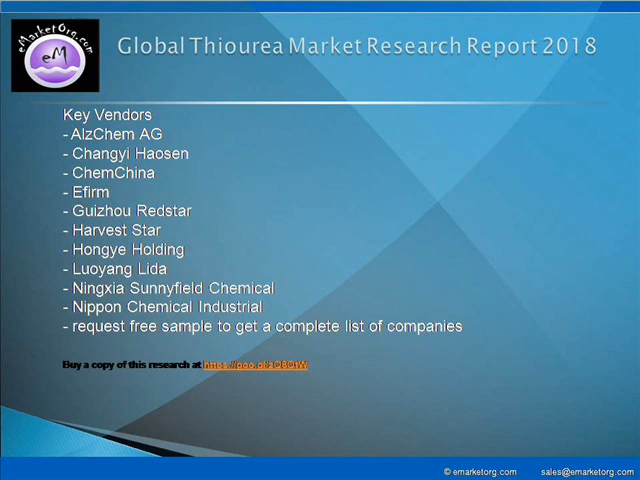 eMarketOrg.com
eM
Global Thiourea Market Research Report 2018
Key Vendors
- AlzChem AG
- Changyi Haosen
- ChemChina
- Efirm
- Guizhou Redstar
- Harvest Star
- Hongye Holding
- Luoyang Lida
- Ningxia Sunnyfield Chemical
- Nippon Chemical Industrial
- request free sample to get a complete list of companies
Buy a copy of this research at
© emarketorg.com sales@emarketorg.com